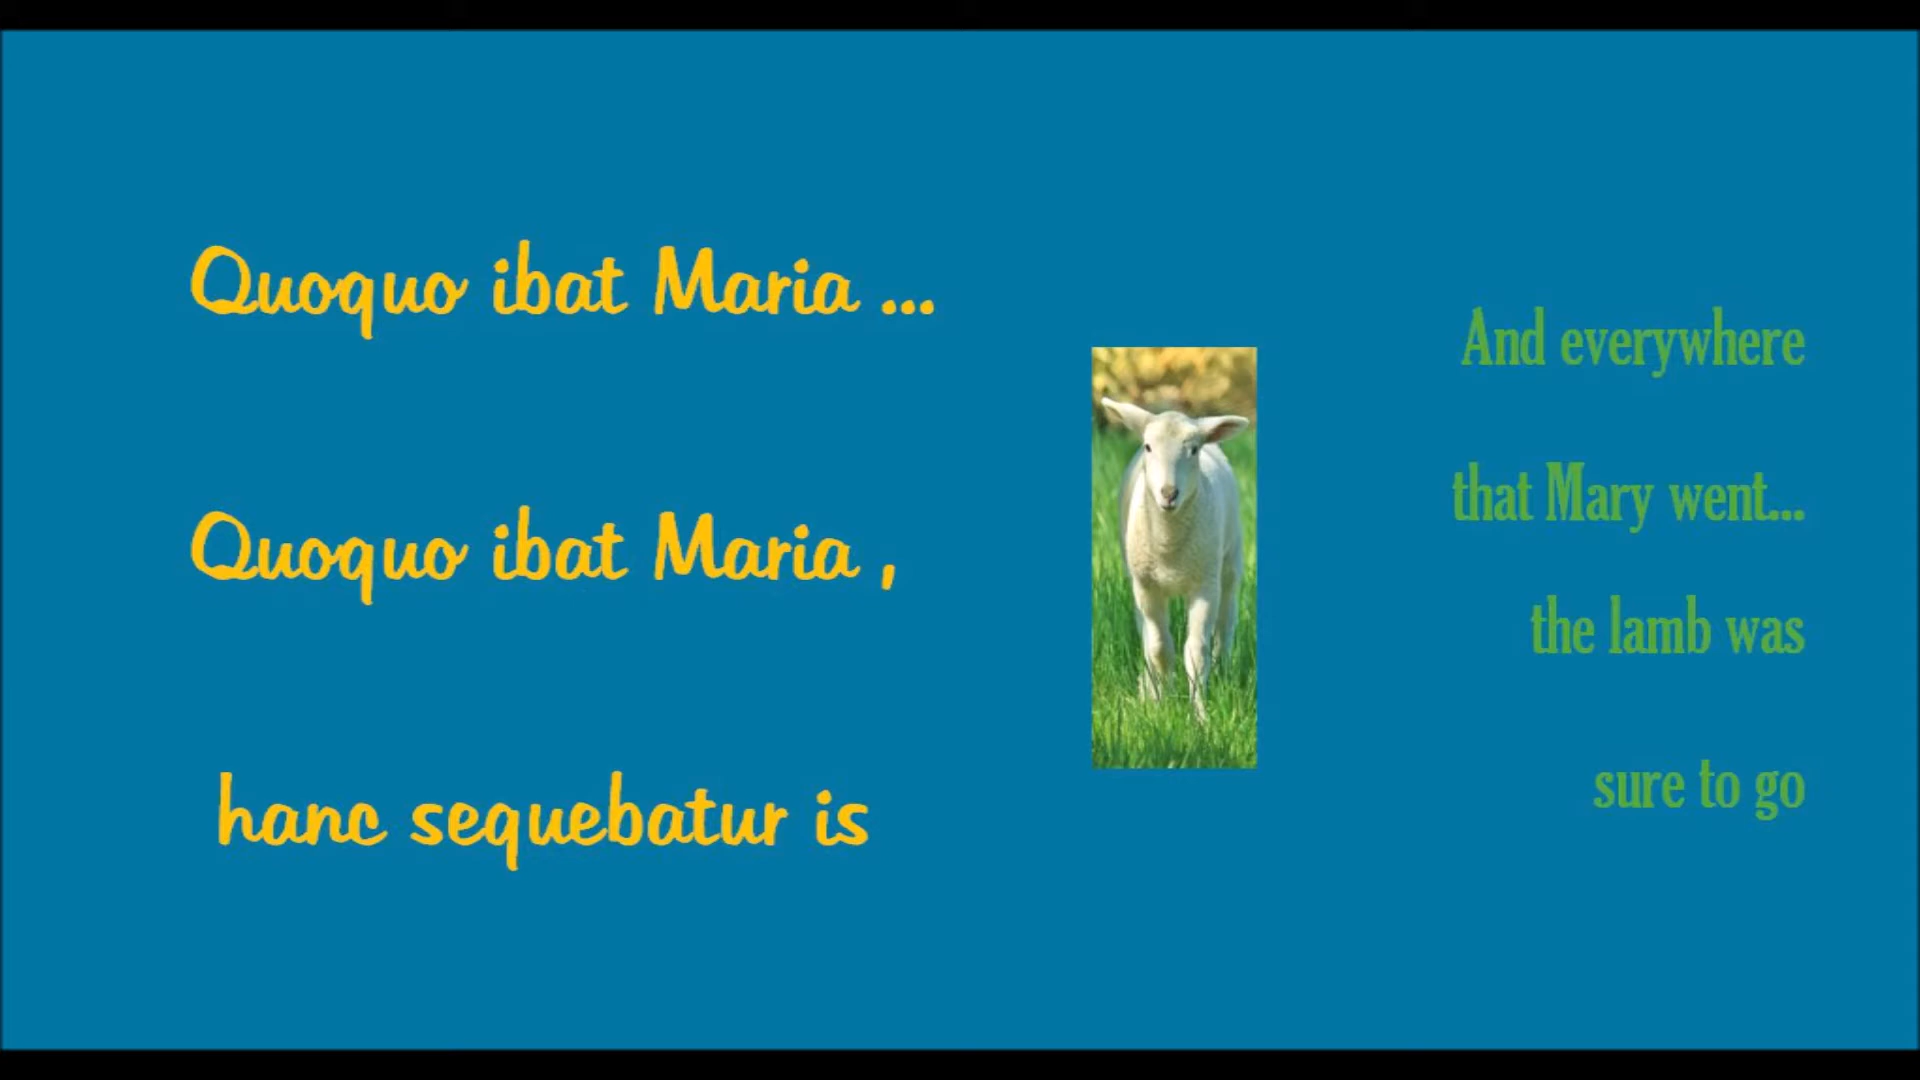 Quoquo ibat Maria ...
Quoquo ibat Maria ,
hanc sequebatur is
And everywhere
that Mary went...
the lamb was
sure to go